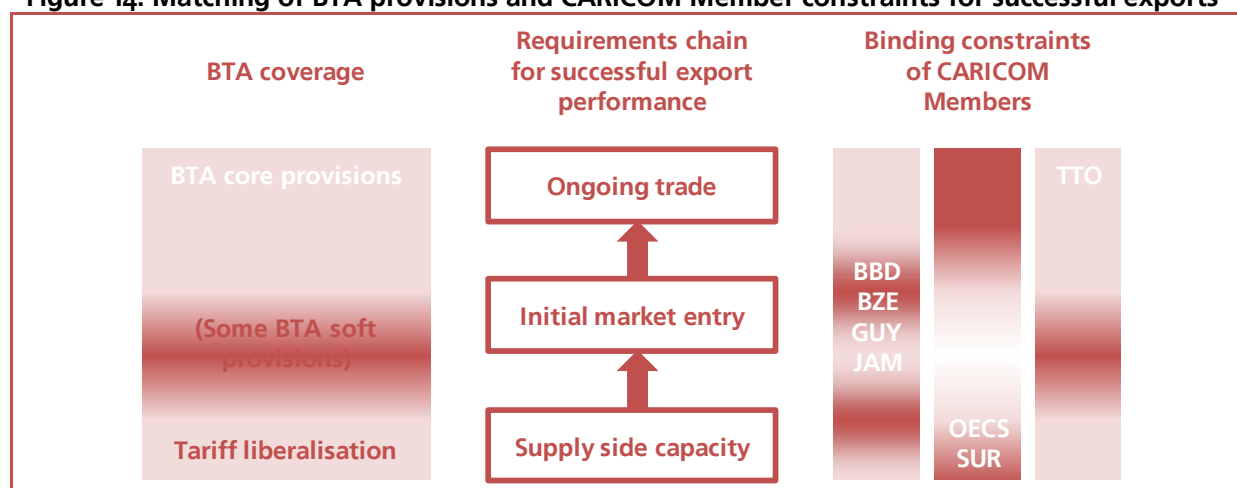 Figure 14: Matching of BTA provisions and CARICOM Member constraints for successful exports
BTA coverage
Requirements chain
for successful export
performance
Binding constraints
of CARICOM
Members
BTA core provisions
(Some BTA soft
provisions)
Tariff liberalisation
Ongoing trade
Initial market entry
Supply side capacity
BBD
BZE
GUY
JAM
OECS
SUR
TTO